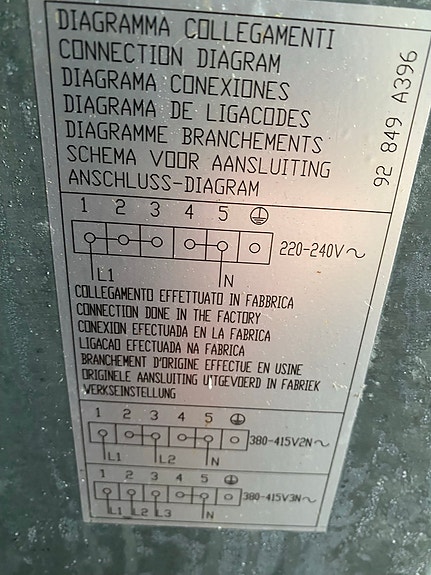 DIAGRAMMA COLLEGAMENTI
CONNECTION DIAGRAM
DIAGRAMA CONEXIONES
DIAGRAMA DE LIGACODES
DIAGRAMME BRANCHEMENTS
SCHEMA VOOR AANSLUITING
ANSCHLUSS-DIAGRAM
92 849 A396
1 2 3 4 5
220-240V~
L1 N
COLLEGAMENTO EFFETTUATO IN FABBRICA
CONNECTION DONE IN THE FACTORY
CONEXION EFECTUADA EN LA FABRICA
LIGACAO EFECTUADA NA FABRICA
BRANCHEMENT D'ORIGINE EFFECTUE EN USINE
ORIGINELE AANSLUITING UITGEVOERD IN FABRIEK
VERKSEINSTELLUNG
1 2 3 4 5
380-415V2N~
L1 L2 N
1 2 3 4 5
380-415V3N~
L1 L2 L3 N